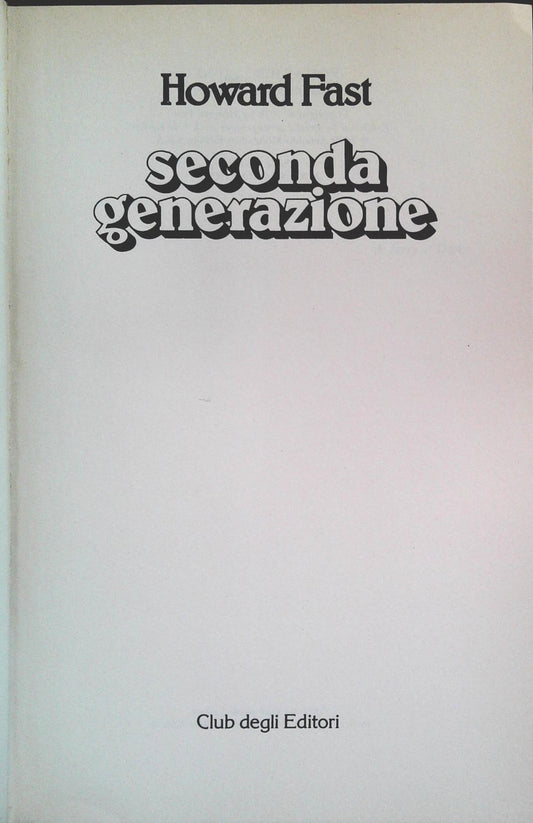 Howard Fast
seconda
generazione
Club degli Editori